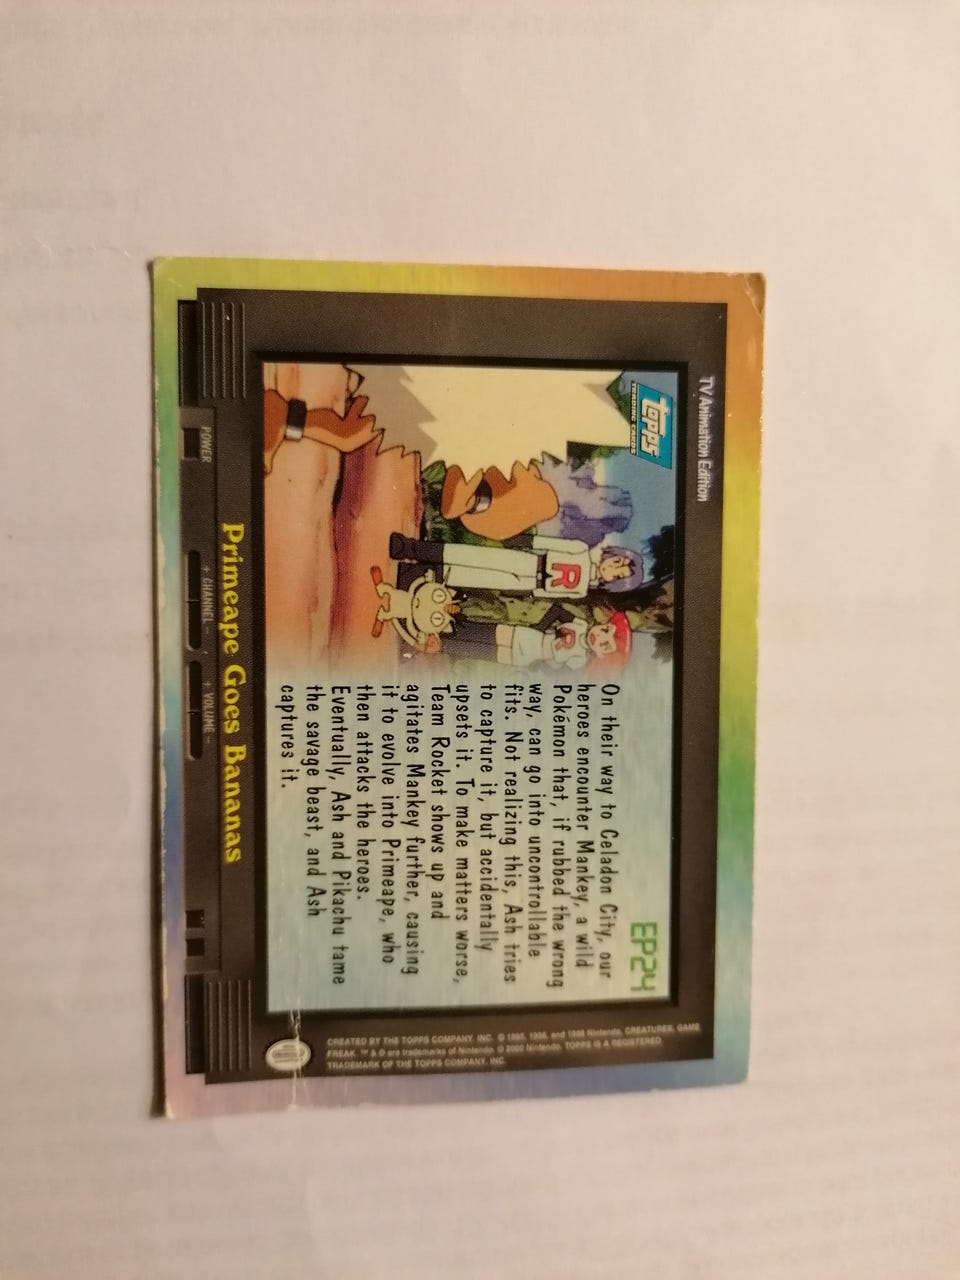 TV Animation Edition
topps
TRADING CARDS
EP24
R
R
On their way to Celadon City, our
heroes encounter Mankey, a wild
Pokémon that, if rubbed the wrong
way, can go into uncontrollable
fits. Not realizing this, Ash tries
to capture it, but accidentally
upsets it. To make matters worse,
Team Rocket shows up and
agitates Mankey further, causing
it to evolve into Primeape, who
then attacks the heroes.
Eventually, Ash and Pikachu tame
the savage beast, and Ash
captures it.
CREATED BY THE TOPPS COMPANY, INC. © 1995, 1996, and 1998 Nintendo, CREATURES, GAME
FREAK. ™ & ® are trademarks of Nintendo. © 2000 Nintendo. TOPPS IS A REGISTERED
TRADEMARK OF THE TOPPS COMPANY, INC.
Primeape Goes Bananas
POWER
+ CHANNEL -
+ VOLUME -